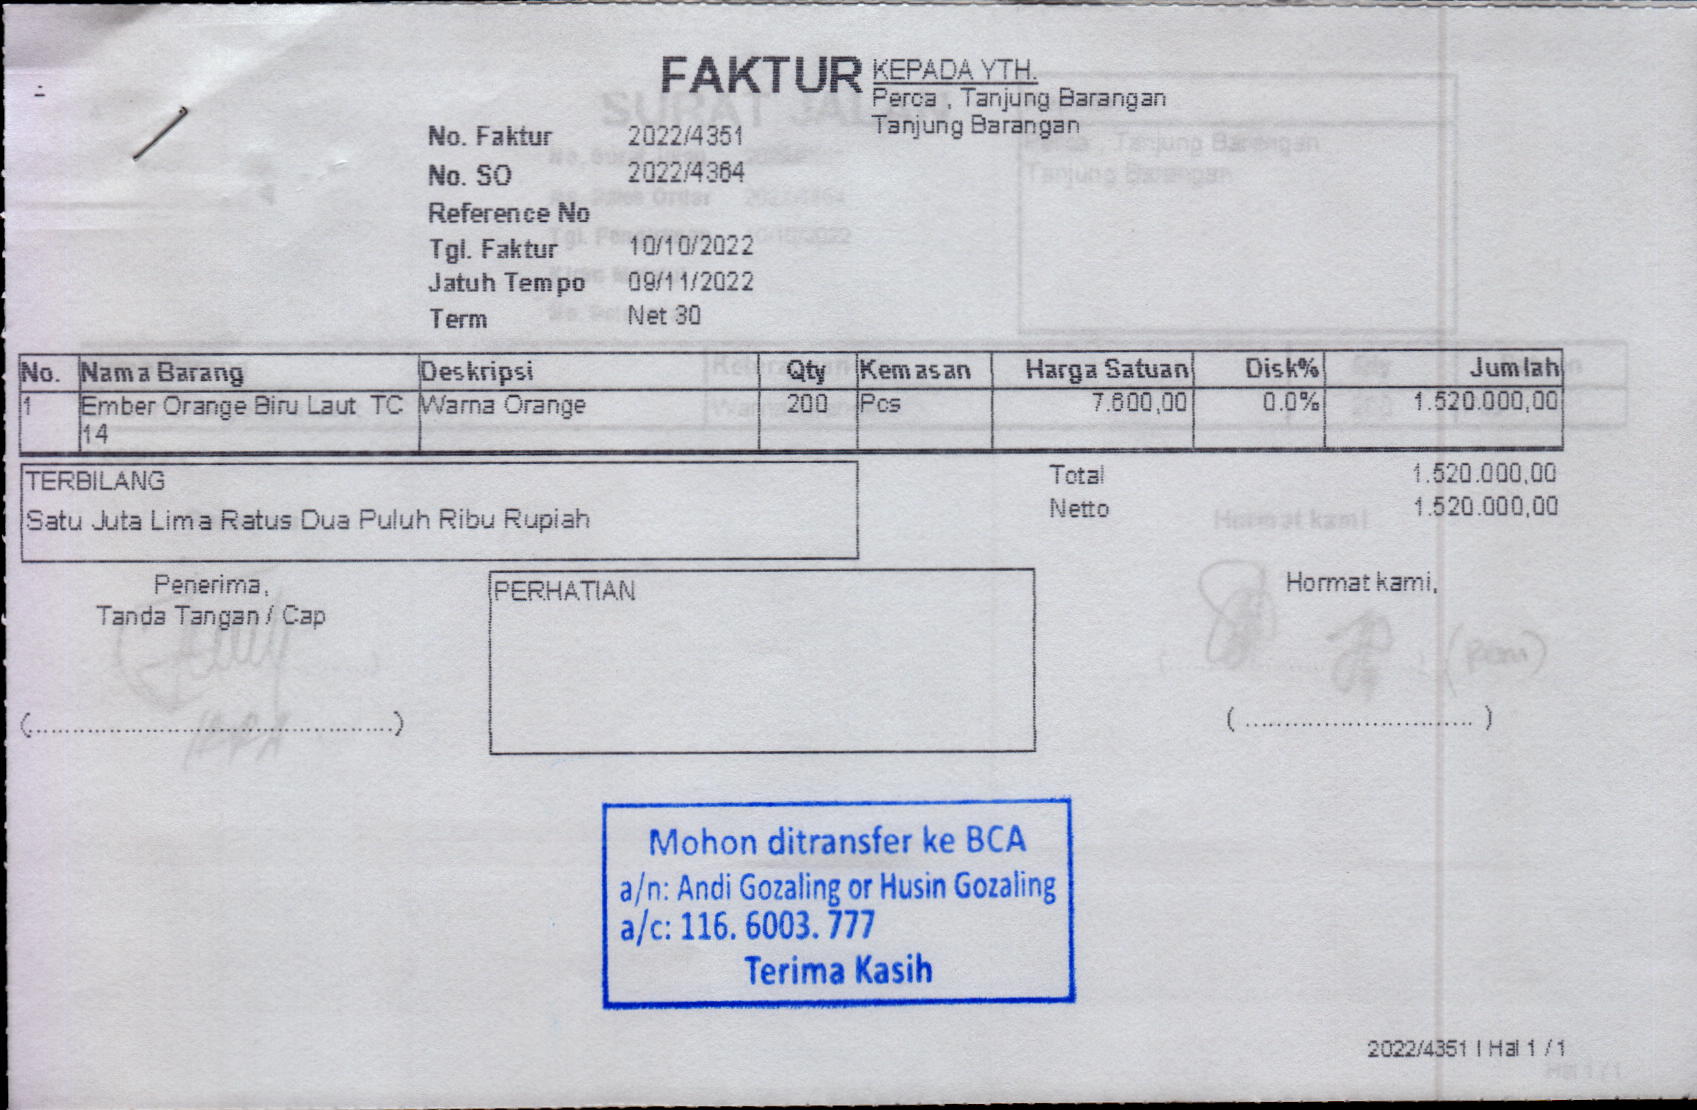 FAKTUR
KEPADA YTH.
Perca , Tanjung Barangan
Tanjung Barangan
No. Faktur 2022/4351
No. SO 2022/4364
Reference No
Tgl. Faktur 10/10/2022
Jatuh Tempo 09/11/2022
Term Net 30
No. Nama Barang Deskripsi Qty Kemasan Harga Satuan Disk% Jumlah
1 Ember Orange Biru Laut TC Warna Orange 200 Pcs 7.600,00 0.0% 1.520.000,00
14
TERBILANG
Satu Juta Lima Ratus Dua Puluh Ribu Rupiah
Total 1.520.000,00
Netto 1.520.000,00
Penerima,
Tanda Tangan / Cap
(................................................)
PERHATIAN
Hormat kami,
( .............................. )
Mohon ditransfer ke BCA
a/n: Andi Gozaling or Husin Gozaling
a/c: 116. 6003. 777
Terima Kasih
2022/4351 | Hal 1 / 1